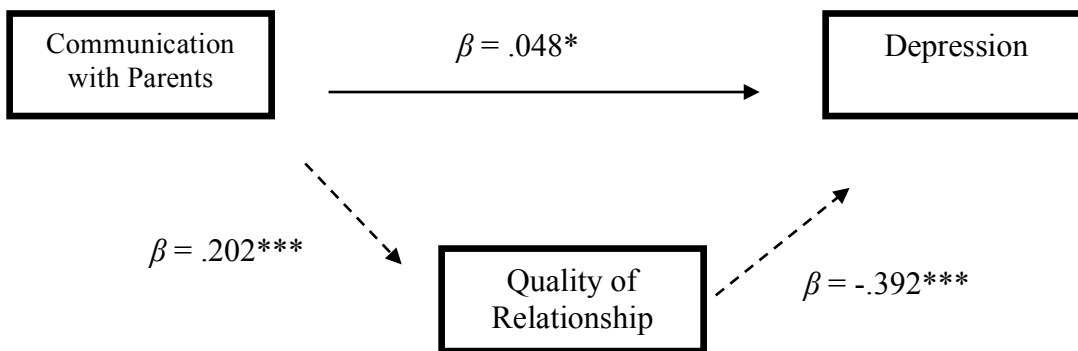 Communication
with Parents
β = .048*
Depression
β = .202***
Quality of
Relationship
β = -.392***